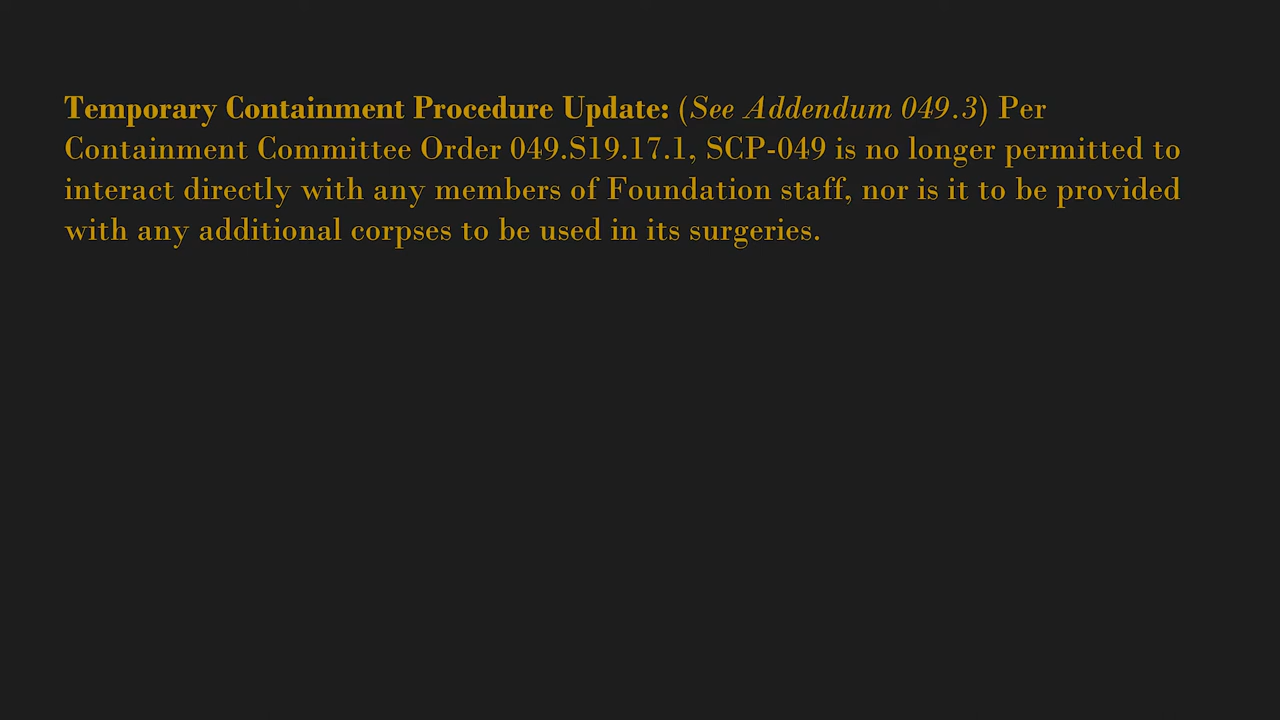 Temporary Containment Procedure Update: (See Addendum 049.3) Per
Containment Committee Order 049.S19.17.1, SCP-049 is no longer permitted to
interact directly with any members of Foundation staff, nor is it to be provided
with any additional corpses to be used in its surgeries.